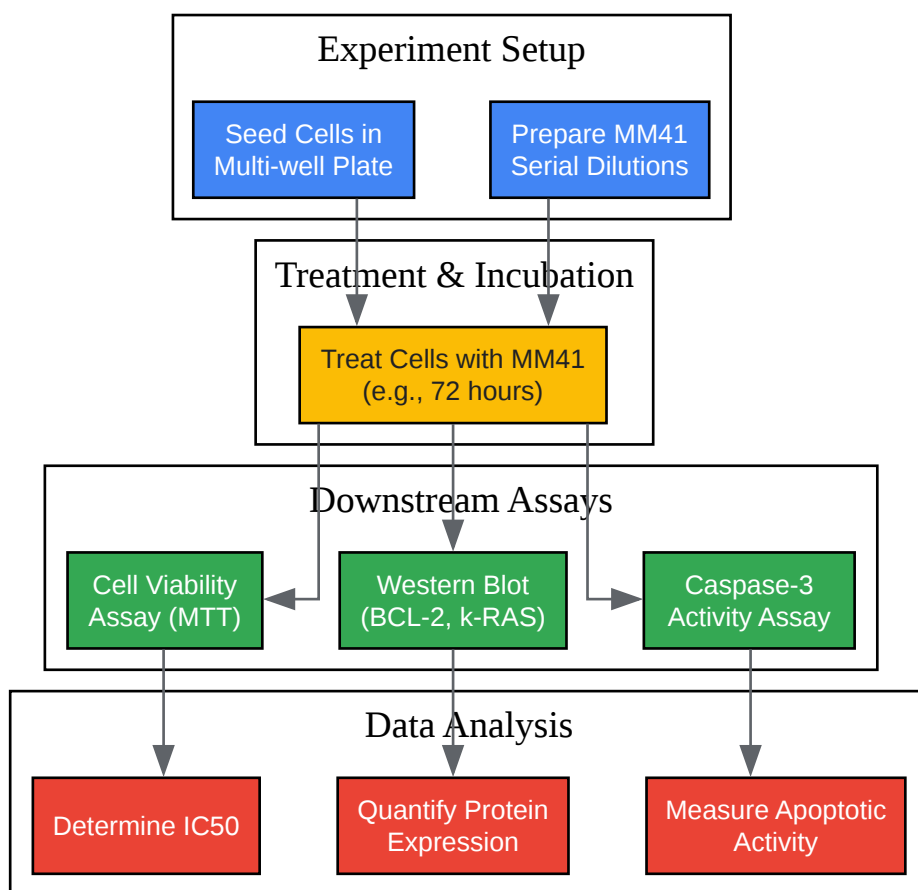 Experiment Setup
Seed Cells in
Multi-well Plate
Prepare MM41
Serial Dilutions
Treatment & Incubation
Treat Cells with MM41
(e.g., 72 hours)
Downstream Assays
Cell Viability
Assay (MTT)
Western Blot
(BCL-2, k-RAS)
Caspase-3
Activity Assay
Data Analysis
Determine IC50
Quantify Protein
Expression
Measure Apoptotic
Activity